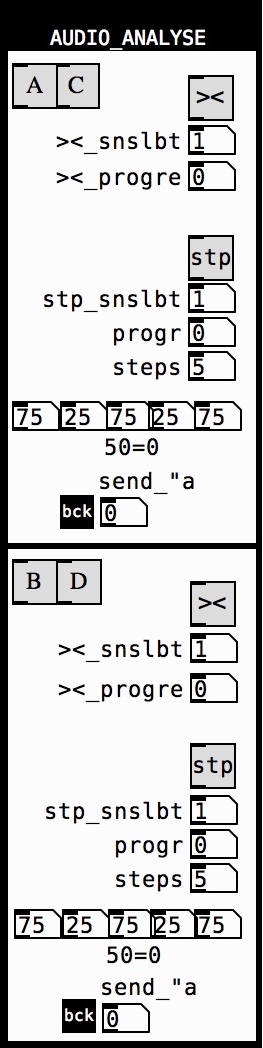 AUDIO_ANALYSE
A C
><
><_snslbt 1
><_progre 0
stp
stp_snslbt 1
progr 0
steps 5
75 25 75 25 75
50=0
send_"a
bck 0
B D
><
><_snslbt 1
><_progre 0
stp
stp_snslbt 1
progr 0
steps 5
75 25 75 25 75
50=0
send_"a
bck 0